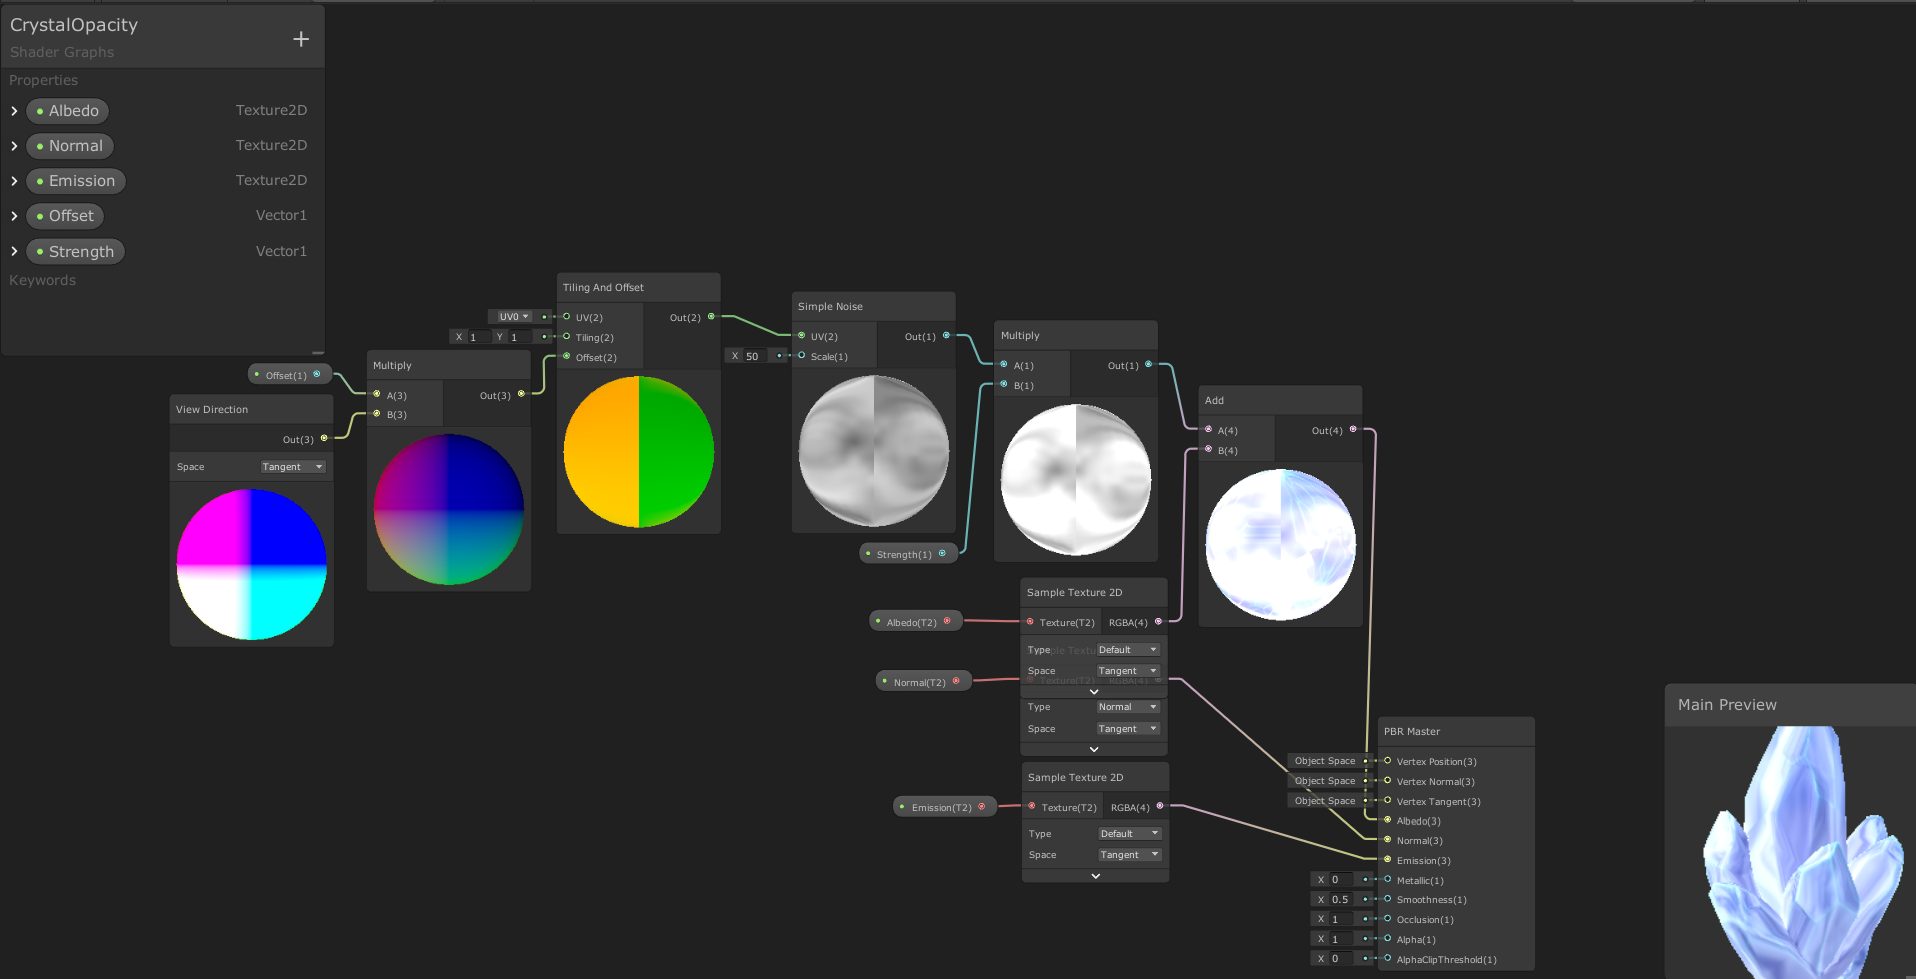 CrystalOpacity
Shader Graphs
Properties
Albedo Texture2D
Normal Texture2D
Emission Texture2D
Offset Vector1
Strength Vector1
Keywords
Offset(1)
View Direction
Out(3)
Space Tangent
Multiply
A(3) Out(3)
B(3)
Tiling And Offset
UV0 UV(2) Out(2)
X 1 Y 1 Tiling(2)
Offset(2)
Simple Noise
UV(2) Out(1)
X 50 Scale(1)
Multiply
A(1) Out(1)
B(1)
Strength(1)
Add
A(4) Out(4)
B(4)
Sample Texture 2D
Albedo(T2) Texture(T2) RGBA(4)
Type Default
Space Tangent
Normal(T2) Texture(T2) RGBA(4)
Type Normal
Space Tangent
Sample Texture 2D
Emission(T2) Texture(T2) RGBA(4)
Type Default
Space Tangent
PBR Master
Object Space Vertex Position(3)
Object Space Vertex Normal(3)
Object Space Vertex Tangent(3)
Albedo(3)
Normal(3)
Emission(3)
X 0 Metallic(1)
X 0.5 Smoothness(1)
X 1 Occlusion(1)
X 1 Alpha(1)
X 0 AlphaClipThreshold(1)
Main Preview